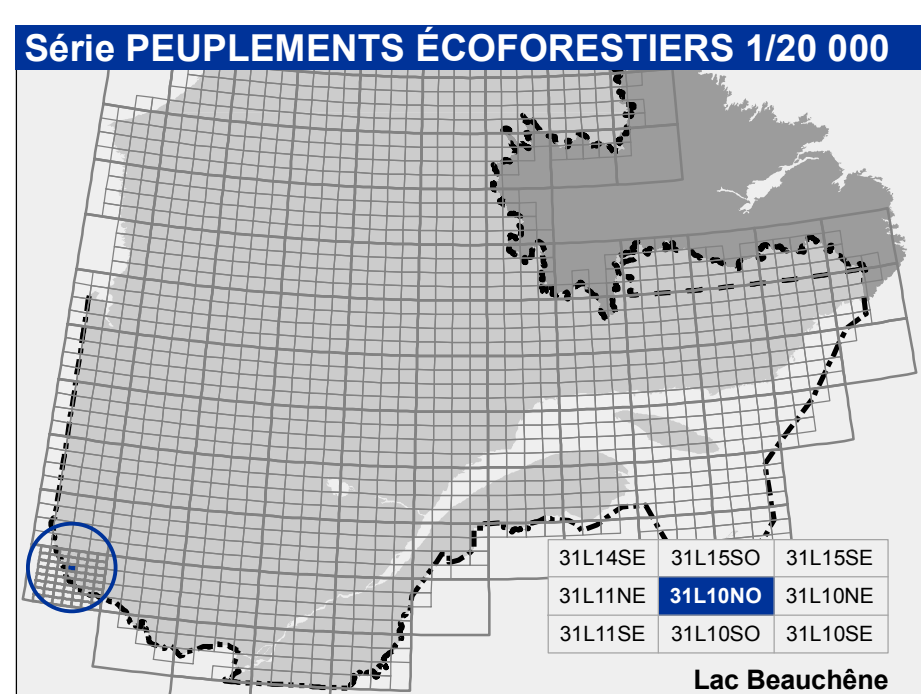 Série PEUPLEMENTS ÉCOFORESTIERS 1/20 000
31L14SE 31L15SO 31L15SE
31L11NE 31L10NO 31L10NE
31L11SE 31L10SO 31L10SE
Lac Beauchêne